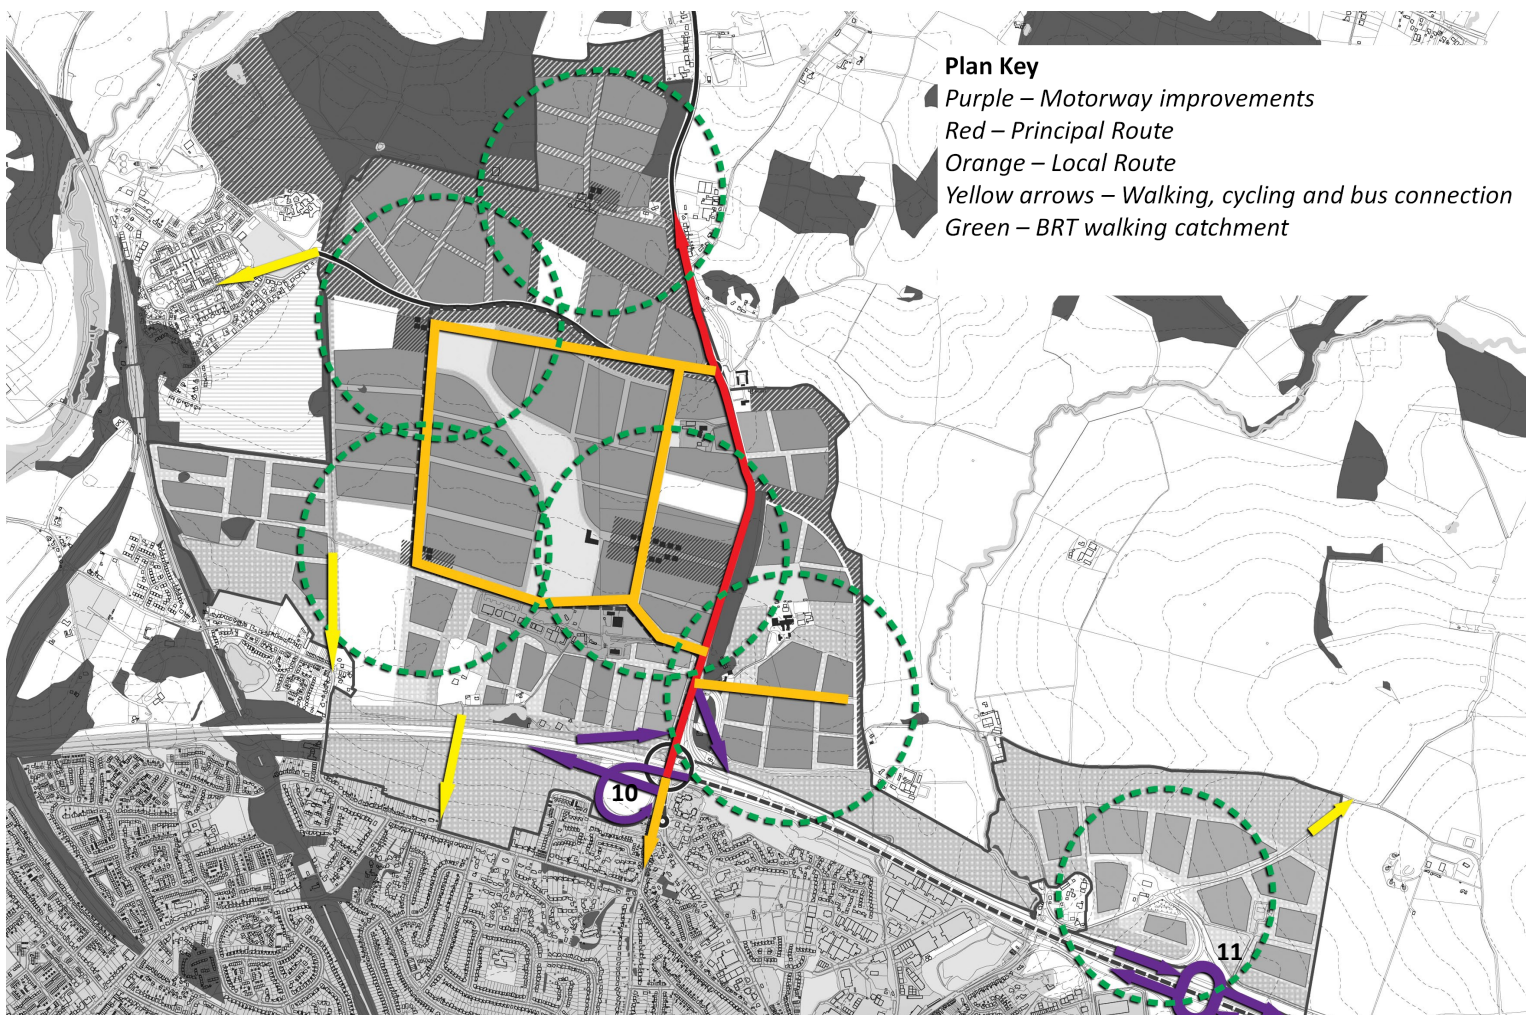 Plan Key
Purple – Motorway improvements
Red – Principal Route
Orange – Local Route
Yellow arrows – Walking, cycling and bus connection
Green – BRT walking catchment
10
11